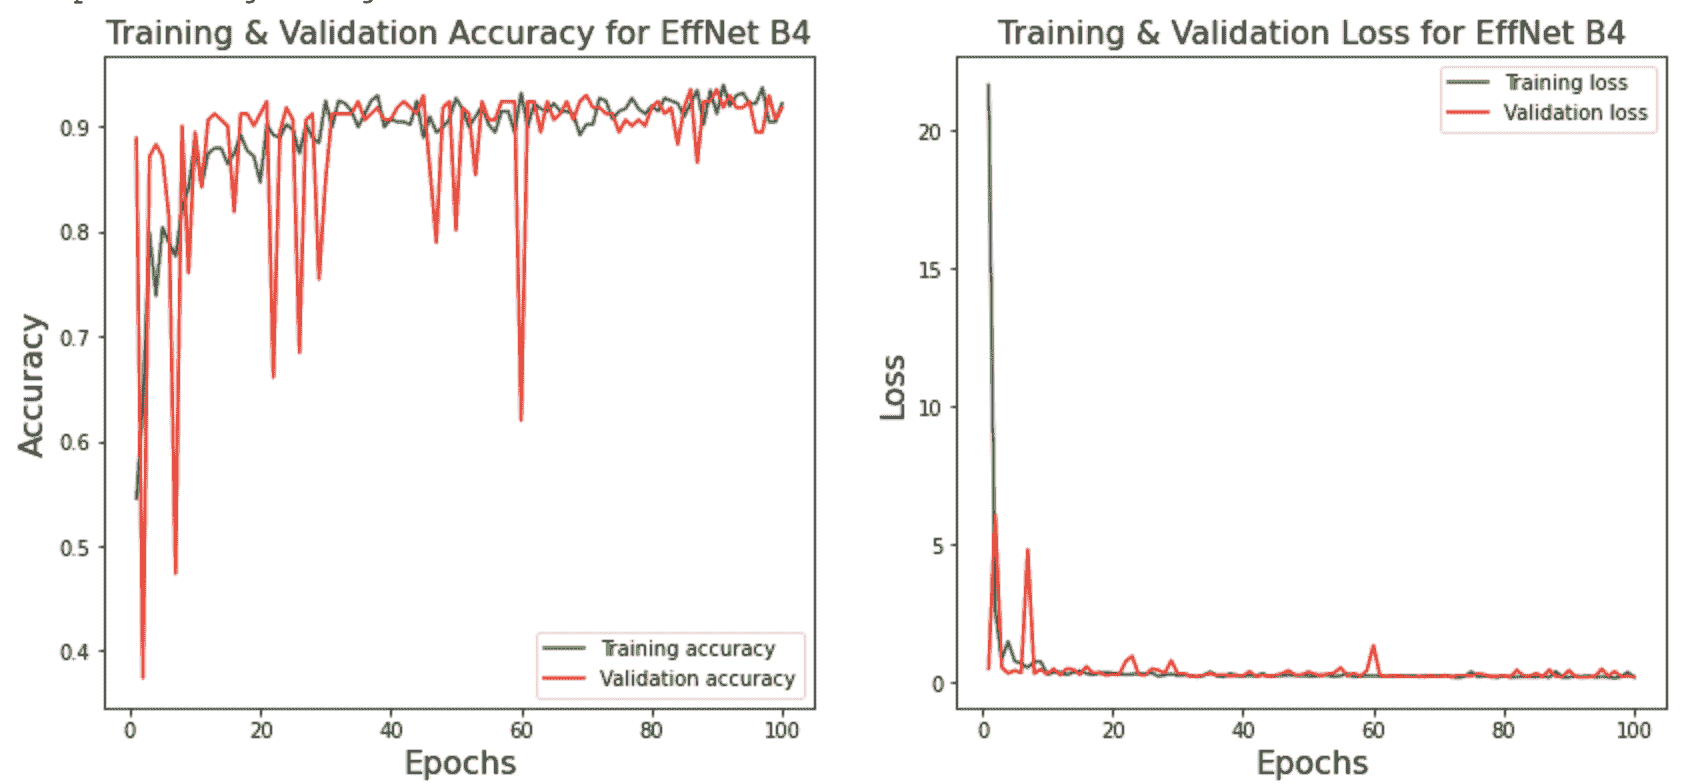 Training & Validation Accuracy for EffNet B4
Accuracy
0.9
0.8
0.7
0.6
0.5
0.4
Training accuracy
Validation accuracy
0 20 40 60 80 100
Epochs
Training & Validation Loss for EffNet B4
Loss
20
15
10
5
0
Training loss
Validation loss
0 20 40 60 80 100
Epochs